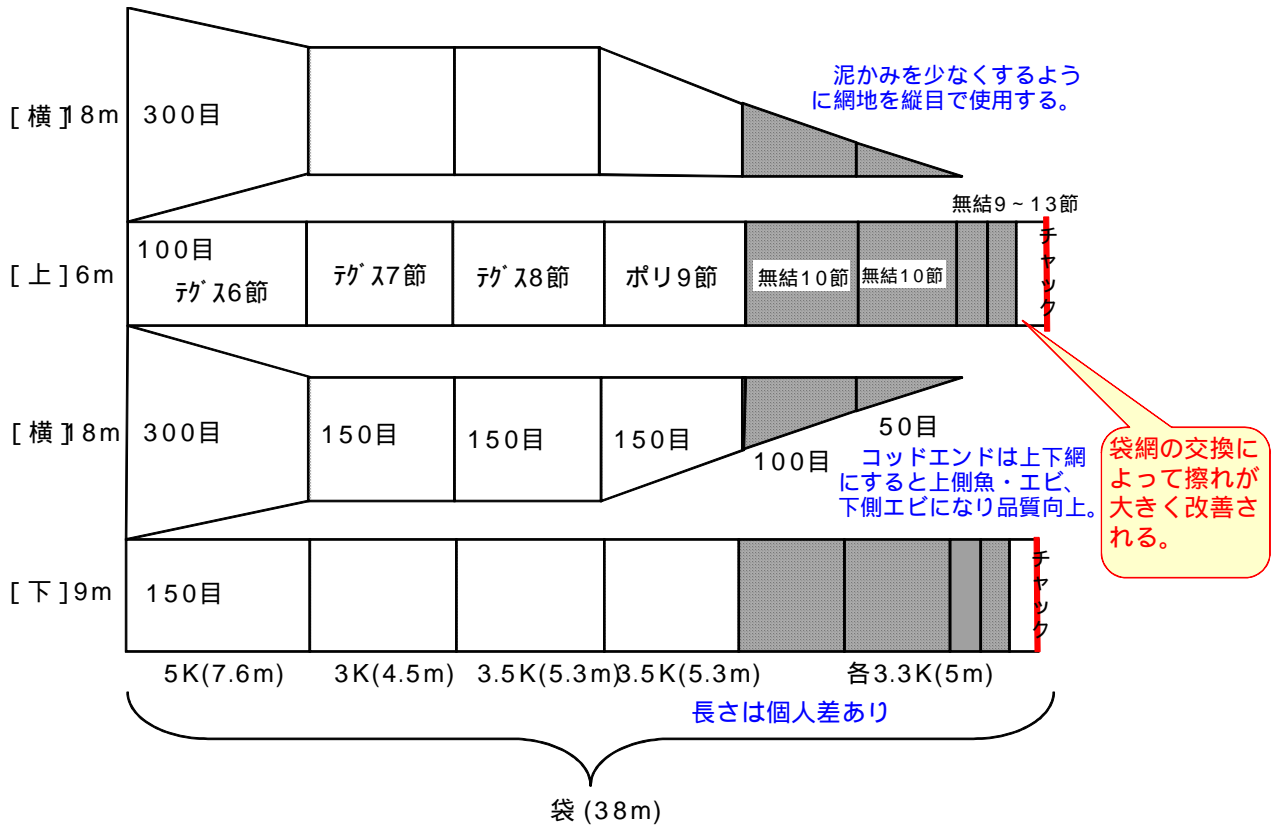 泥かみを少なくするよう
に網地を縦目で使用する。
[横]18m
300目
無結9~13節
[上]6m
100目
テグス6節
テグス7節
テグス8節
ポリ9節
無結10節
無結10節
チャック
[横]18m
300目
150目
150目
150目
100目
50目
コッドエンドは上下網
にすると上側魚・エビ、
下側エビになり品質向上。
袋網の交換に
よって擦れが
大きく改善さ
れる。
[下]9m
150目
チャック
5K(7.6m)
3K(4.5m)
3.5K(5.3m)
3.5K(5.3m)
各3.3K(5m)
長さは個人差あり
袋(38m)